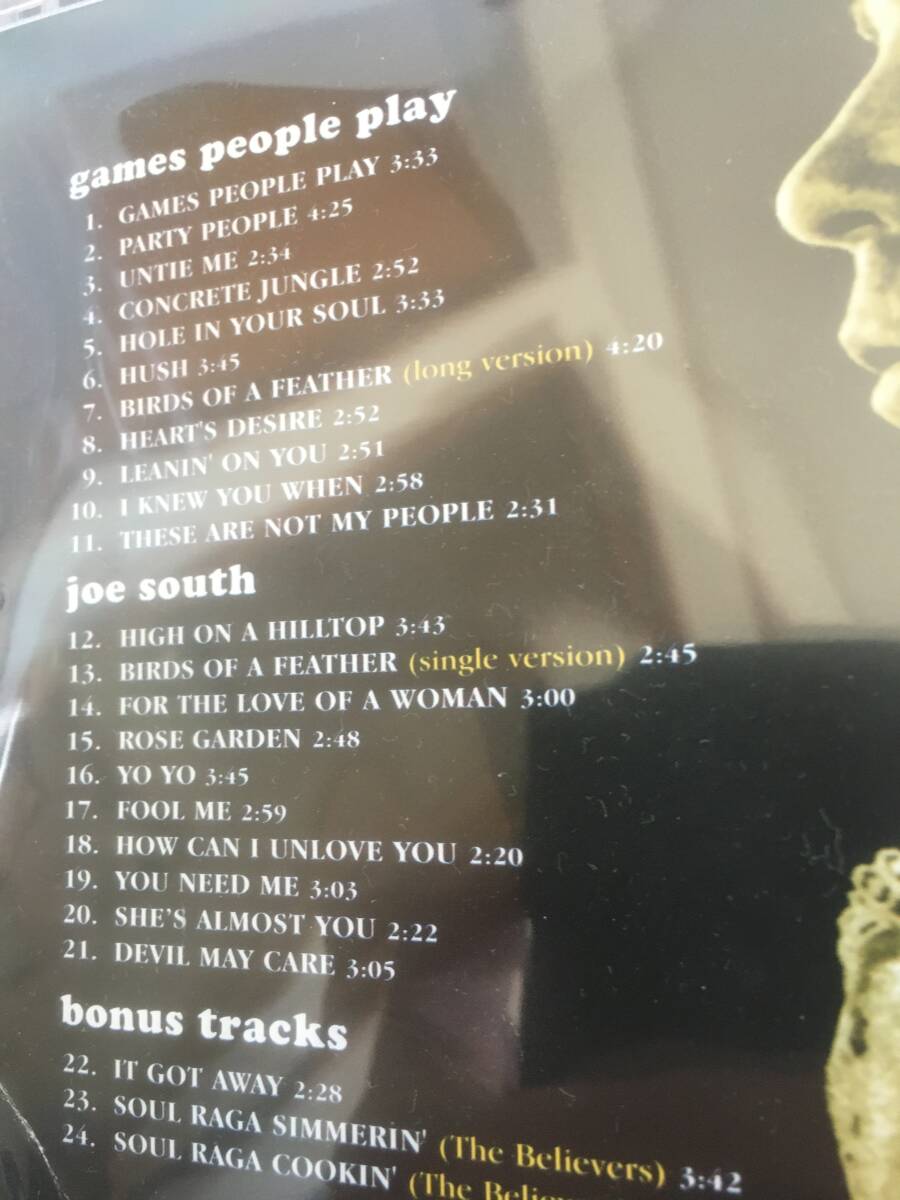 games people play
1. GAMES PEOPLE PLAY 3:33
2. PARTY PEOPLE 4:25
3. UNTIE ME 2:34
4. CONCRETE JUNGLE 2:52
5. HOLE IN YOUR SOUL 3:33
6. HUSH 3:45
7. BIRDS OF A FEATHER (long version) 4:20
8. HEART'S DESIRE 2:52
9. LEANIN' ON YOU 2:51
10. I KNEW YOU WHEN 2:58
11. THESE ARE NOT MY PEOPLE 2:31
joe south
12. HIGH ON A HILLTOP 3:43
13. BIRDS OF A FEATHER (single version) 2:45
14. FOR THE LOVE OF A WOMAN 3:00
15. ROSE GARDEN 2:48
16. YO YO 3:45
17. FOOL ME 2:59
18. HOW CAN I UNLOVE YOU 2:20
19. YOU NEED ME 3:03
20. SHE'S ALMOST YOU 2:22
21. DEVIL MAY CARE 3:05
bonus tracks
22. IT GOT AWAY 2:28
23. SOUL RAGA SIMMERIN' (The Believers) 3:42
24. SOUL RAGA COOKIN' (The